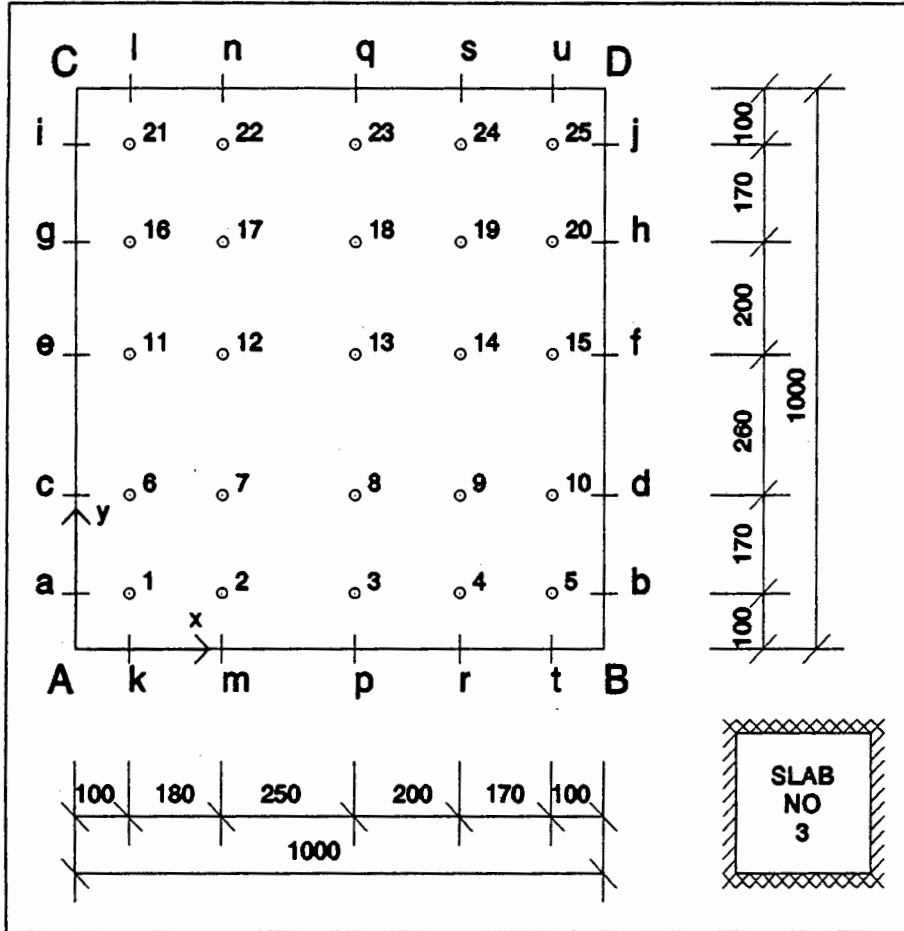 C l n q s u D
i 21 22 23 24 25 j
g 16 17 18 19 20 h
e 11 12 13 14 15 f
c 6 7 8 9 10 d
y
a 1 2 3 4 5 b
x
A k m p r t B
100
170
200
260
170
100
1000
100 180 250 200 170 100
1000
SLAB
NO
3